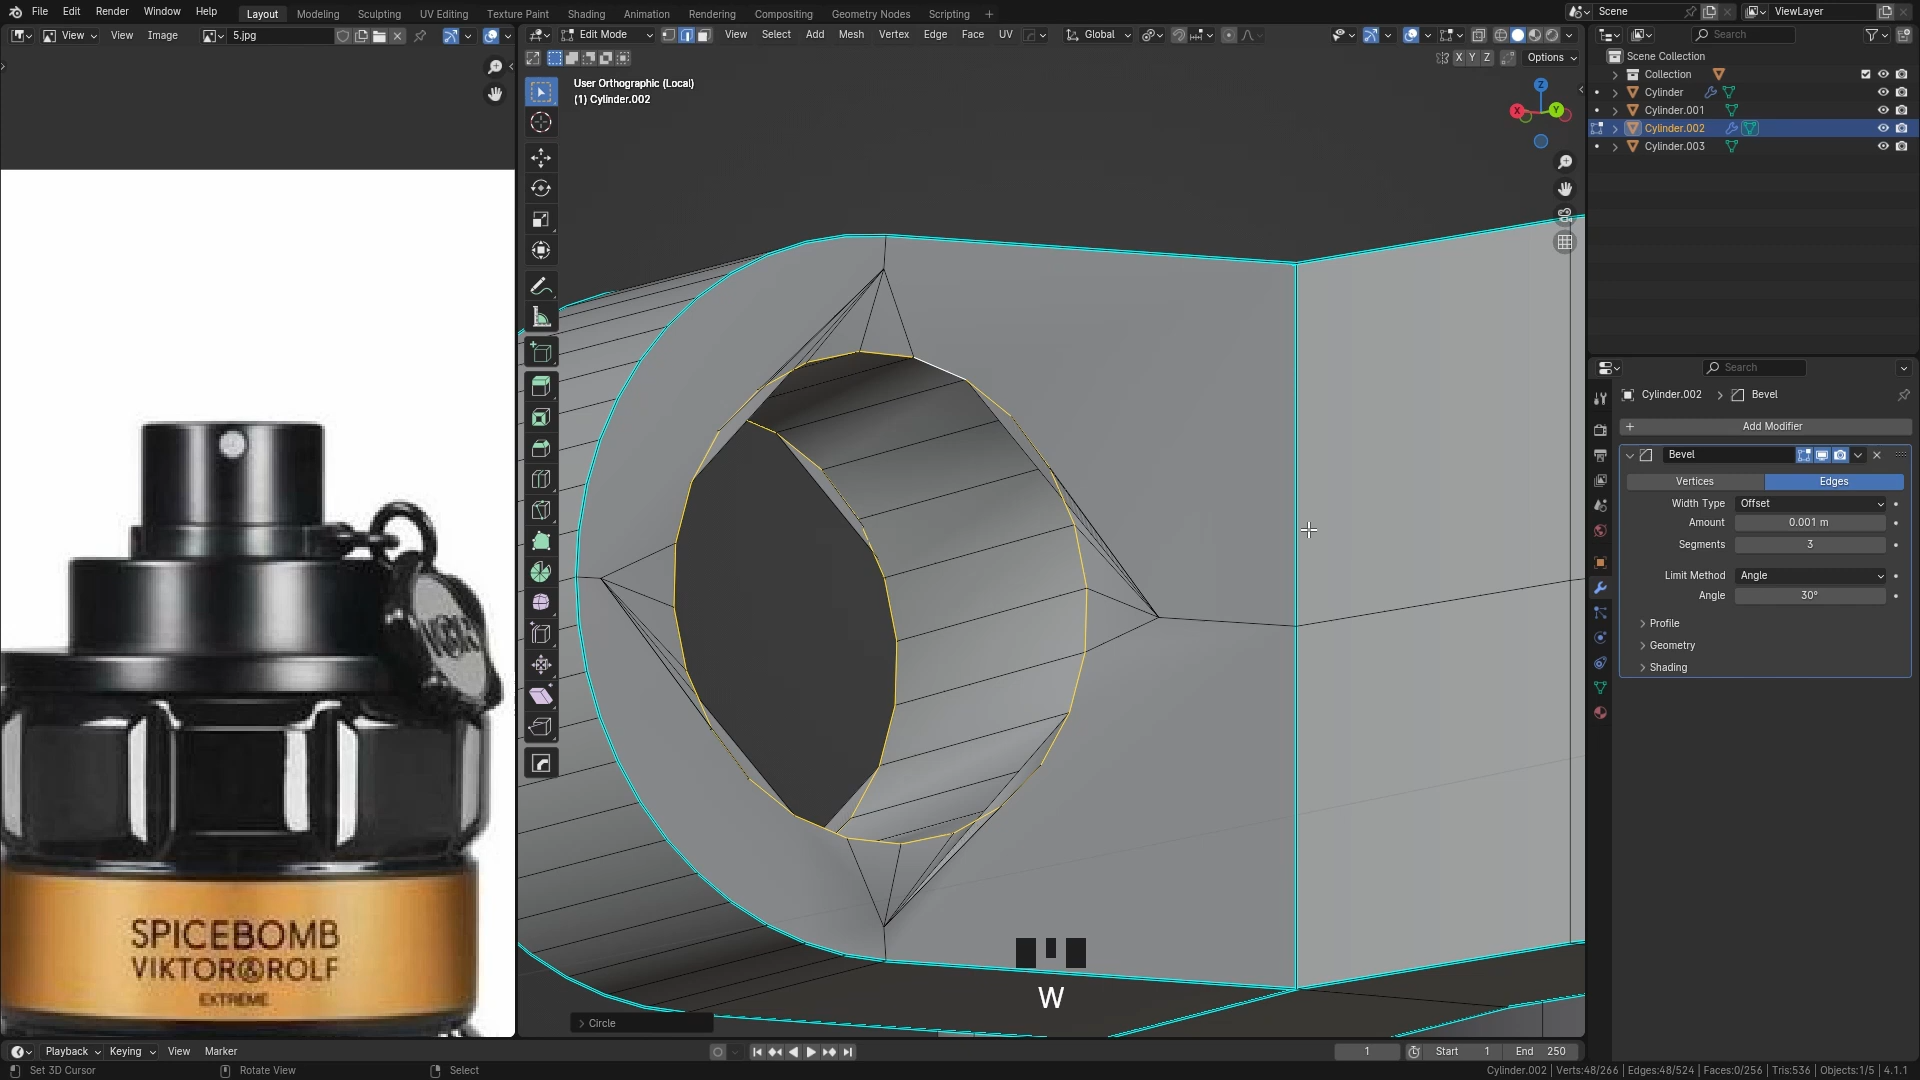 File Edit Render Window Help Layout Modeling Sculpting UV Editing Texture Paint Shading Animation Rendering Compositing Geometry Nodes Scripting + Scene ViewLayer
View View Image 5.jpg Edit Mode View Select Add Mesh Vertex Edge Face UV Global Search
X Y Z Options
User Orthographic (Local)
(1) Cylinder.002
Z
X
Y
Scene Collection
Collection
Cylinder
Cylinder.001
Cylinder.002
Cylinder.003
Search
Cylinder.002 > Bevel
+ Add Modifier
Bevel
Vertices Edges
Width Type Offset
Amount 0.001 m
Segments 3
Limit Method Angle
Angle 30°
Profile
Geometry
Shading
SPICEBOMB
VIKTOR&ROLF
EXTREME
W
Circle
Playback Keying View Marker 1 Start 1 End 250
Set 3D Cursor Rotate View Select Cylinder.002 | Verts:48/266 | Edges:48/524 | Faces:0/256 | Tris:536 | Objects:1/5 | 4.1.1